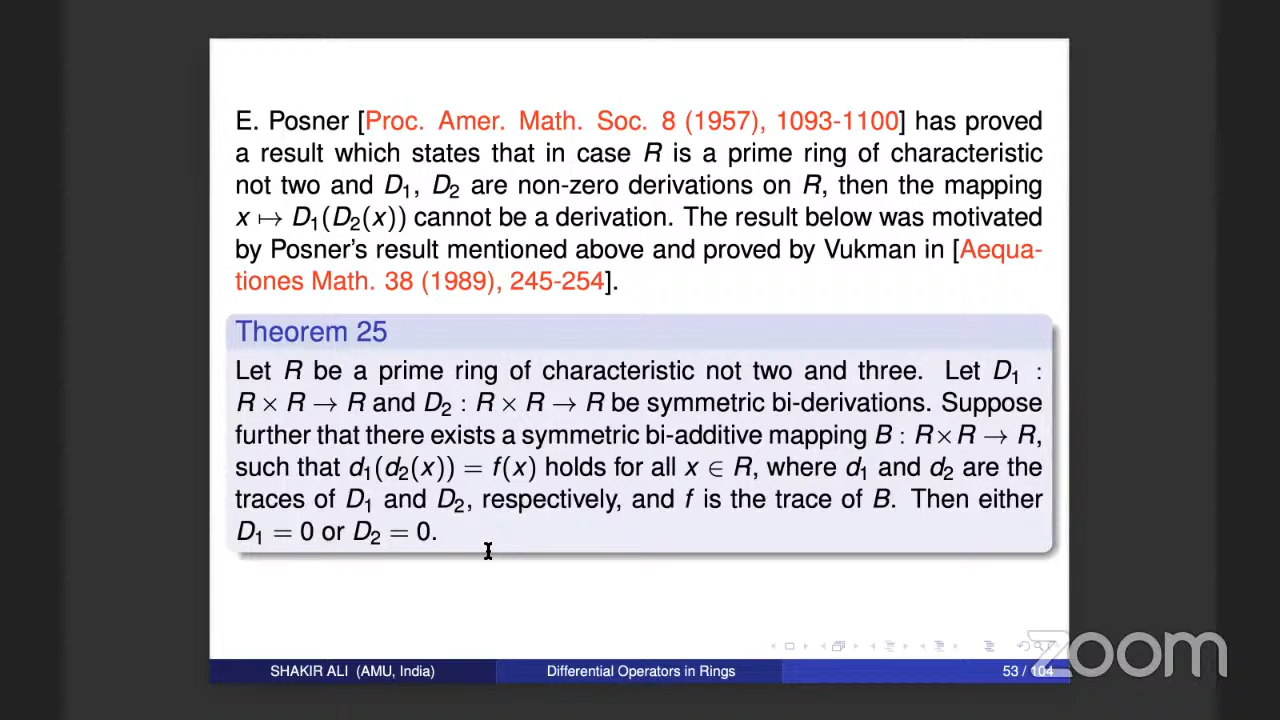 E. Posner [Proc. Amer. Math. Soc. 8 (1957), 1093-1100] has proved
a result which states that in case R is a prime ring of characteristic
not two and D₁, D₂ are non-zero derivations on R, then the mapping
x ↦ D₁(D₂(x)) cannot be a derivation. The result below was motivated
by Posner's result mentioned above and proved by Vukman in [Aequa-
tiones Math. 38 (1989), 245-254].
Theorem 25
Let R be a prime ring of characteristic not two and three. Let D₁ :
R × R → R and D₂ : R × R → R be symmetric bi-derivations. Suppose
further that there exists a symmetric bi-additive mapping B : R×R → R,
such that d₁(d₂(x)) = f(x) holds for all x ∈ R, where d₁ and d₂ are the
traces of D₁ and D₂, respectively, and f is the trace of B. Then either
D₁ = 0 or D₂ = 0.
SHAKIR ALI (AMU, India) Differential Operators in Rings 53 / 104
zoom